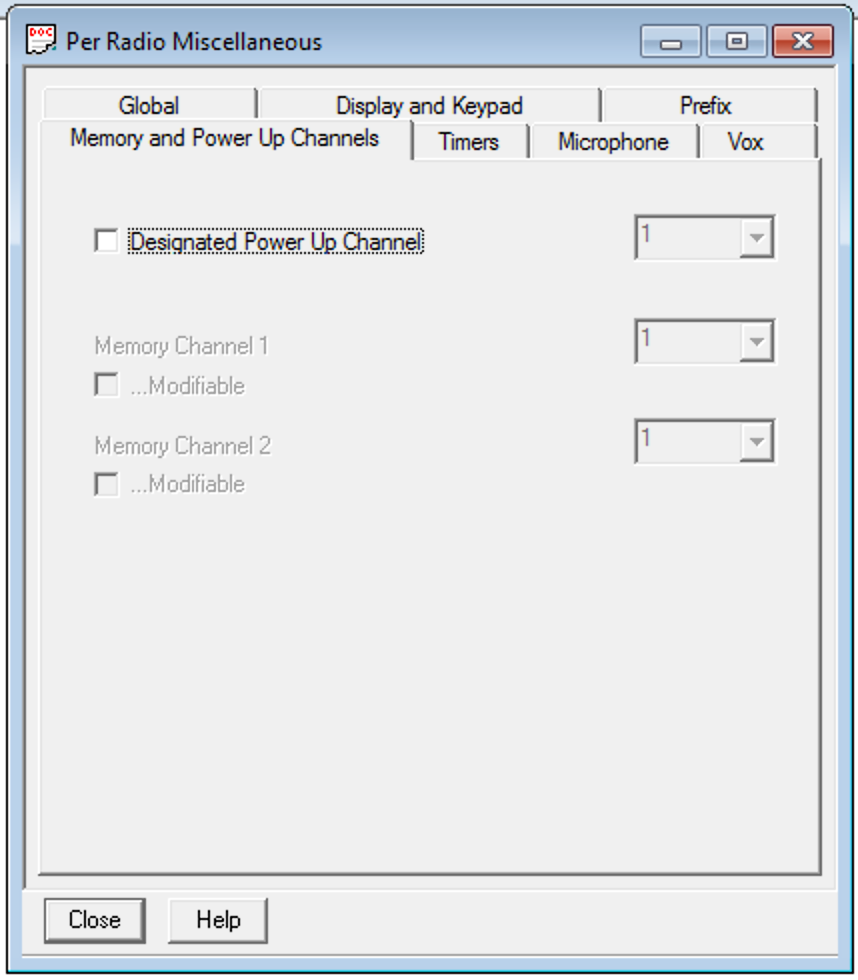 DOC Per Radio Miscellaneous
Global Display and Keypad Prefix
Memory and Power Up Channels Timers Microphone Vox
Designated Power Up Channel 1
Memory Channel 1 1
...Modifiable
Memory Channel 2 1
...Modifiable
Close Help